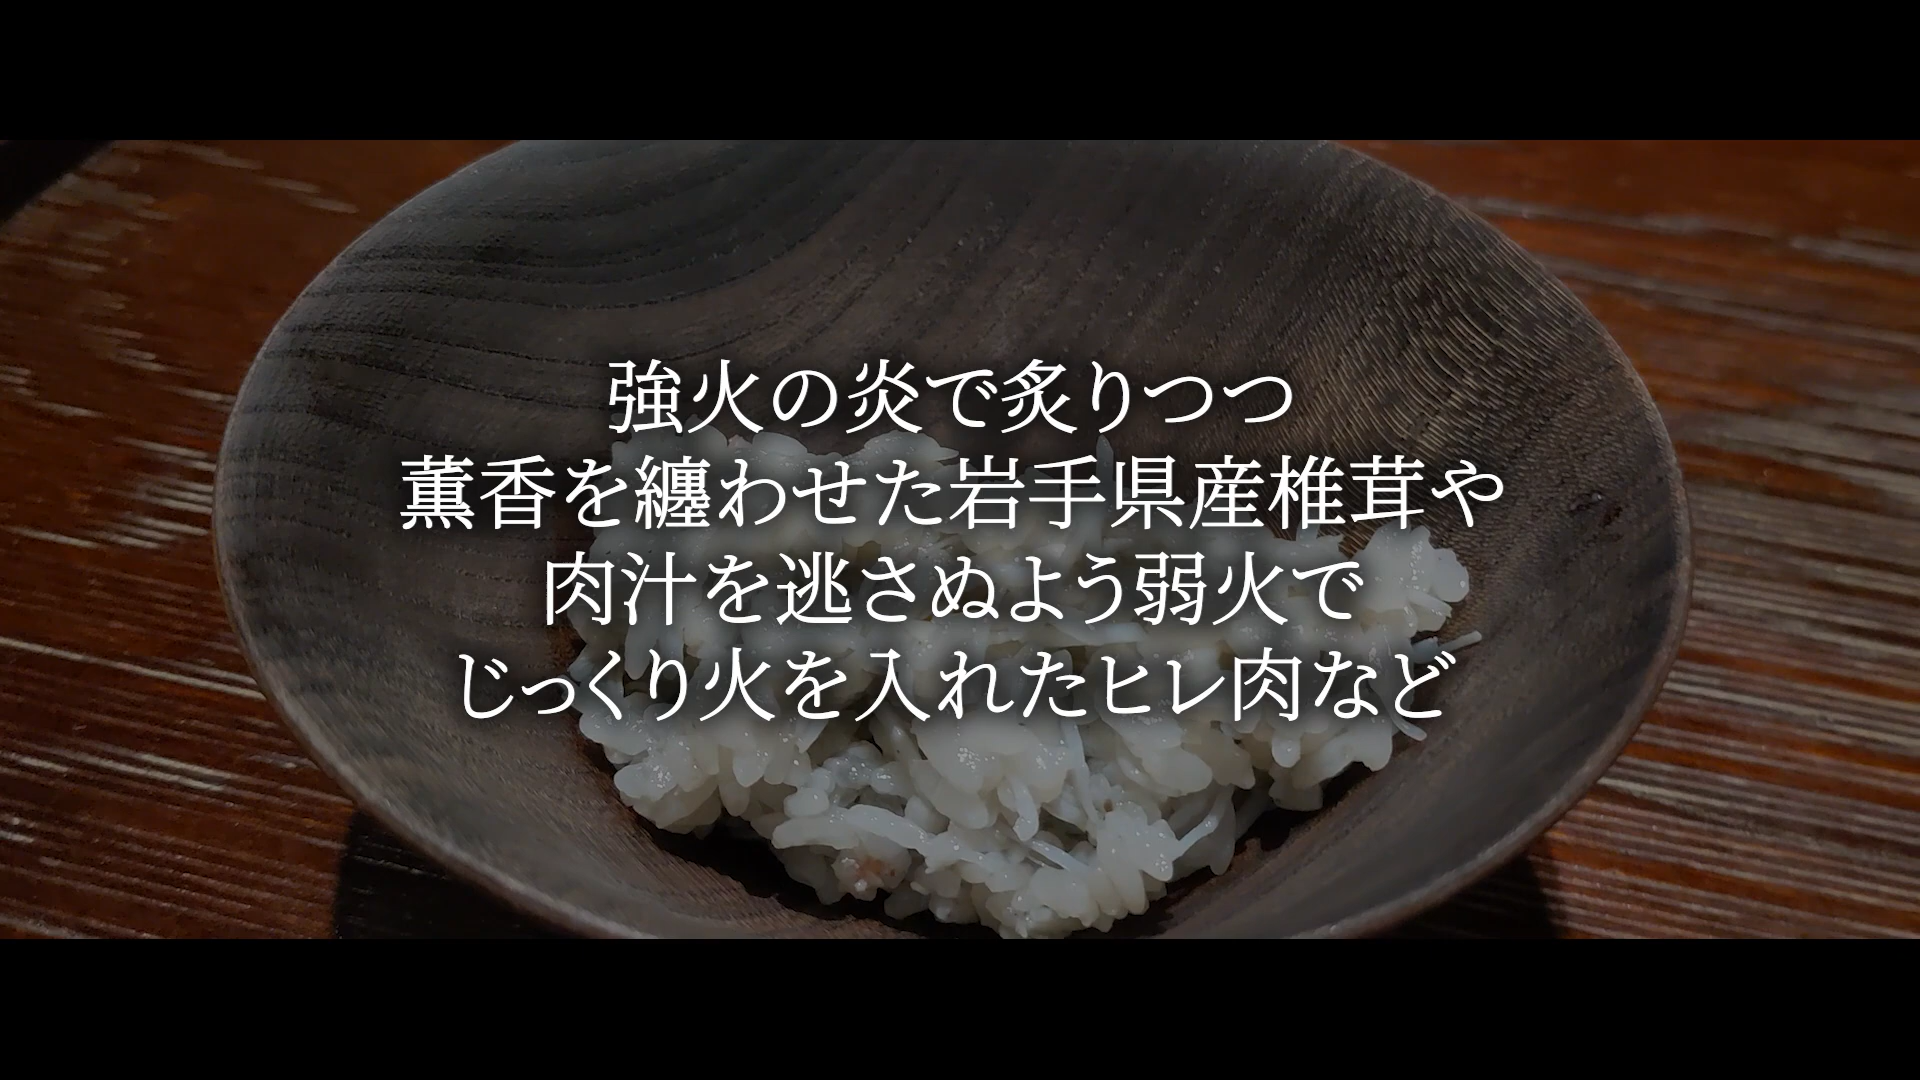 強火の炎で炙りつつ
薫香を纏わせた岩手県産椎茸や
肉汁を逃さぬよう弱火で
じっくり火を入れたヒレ肉など